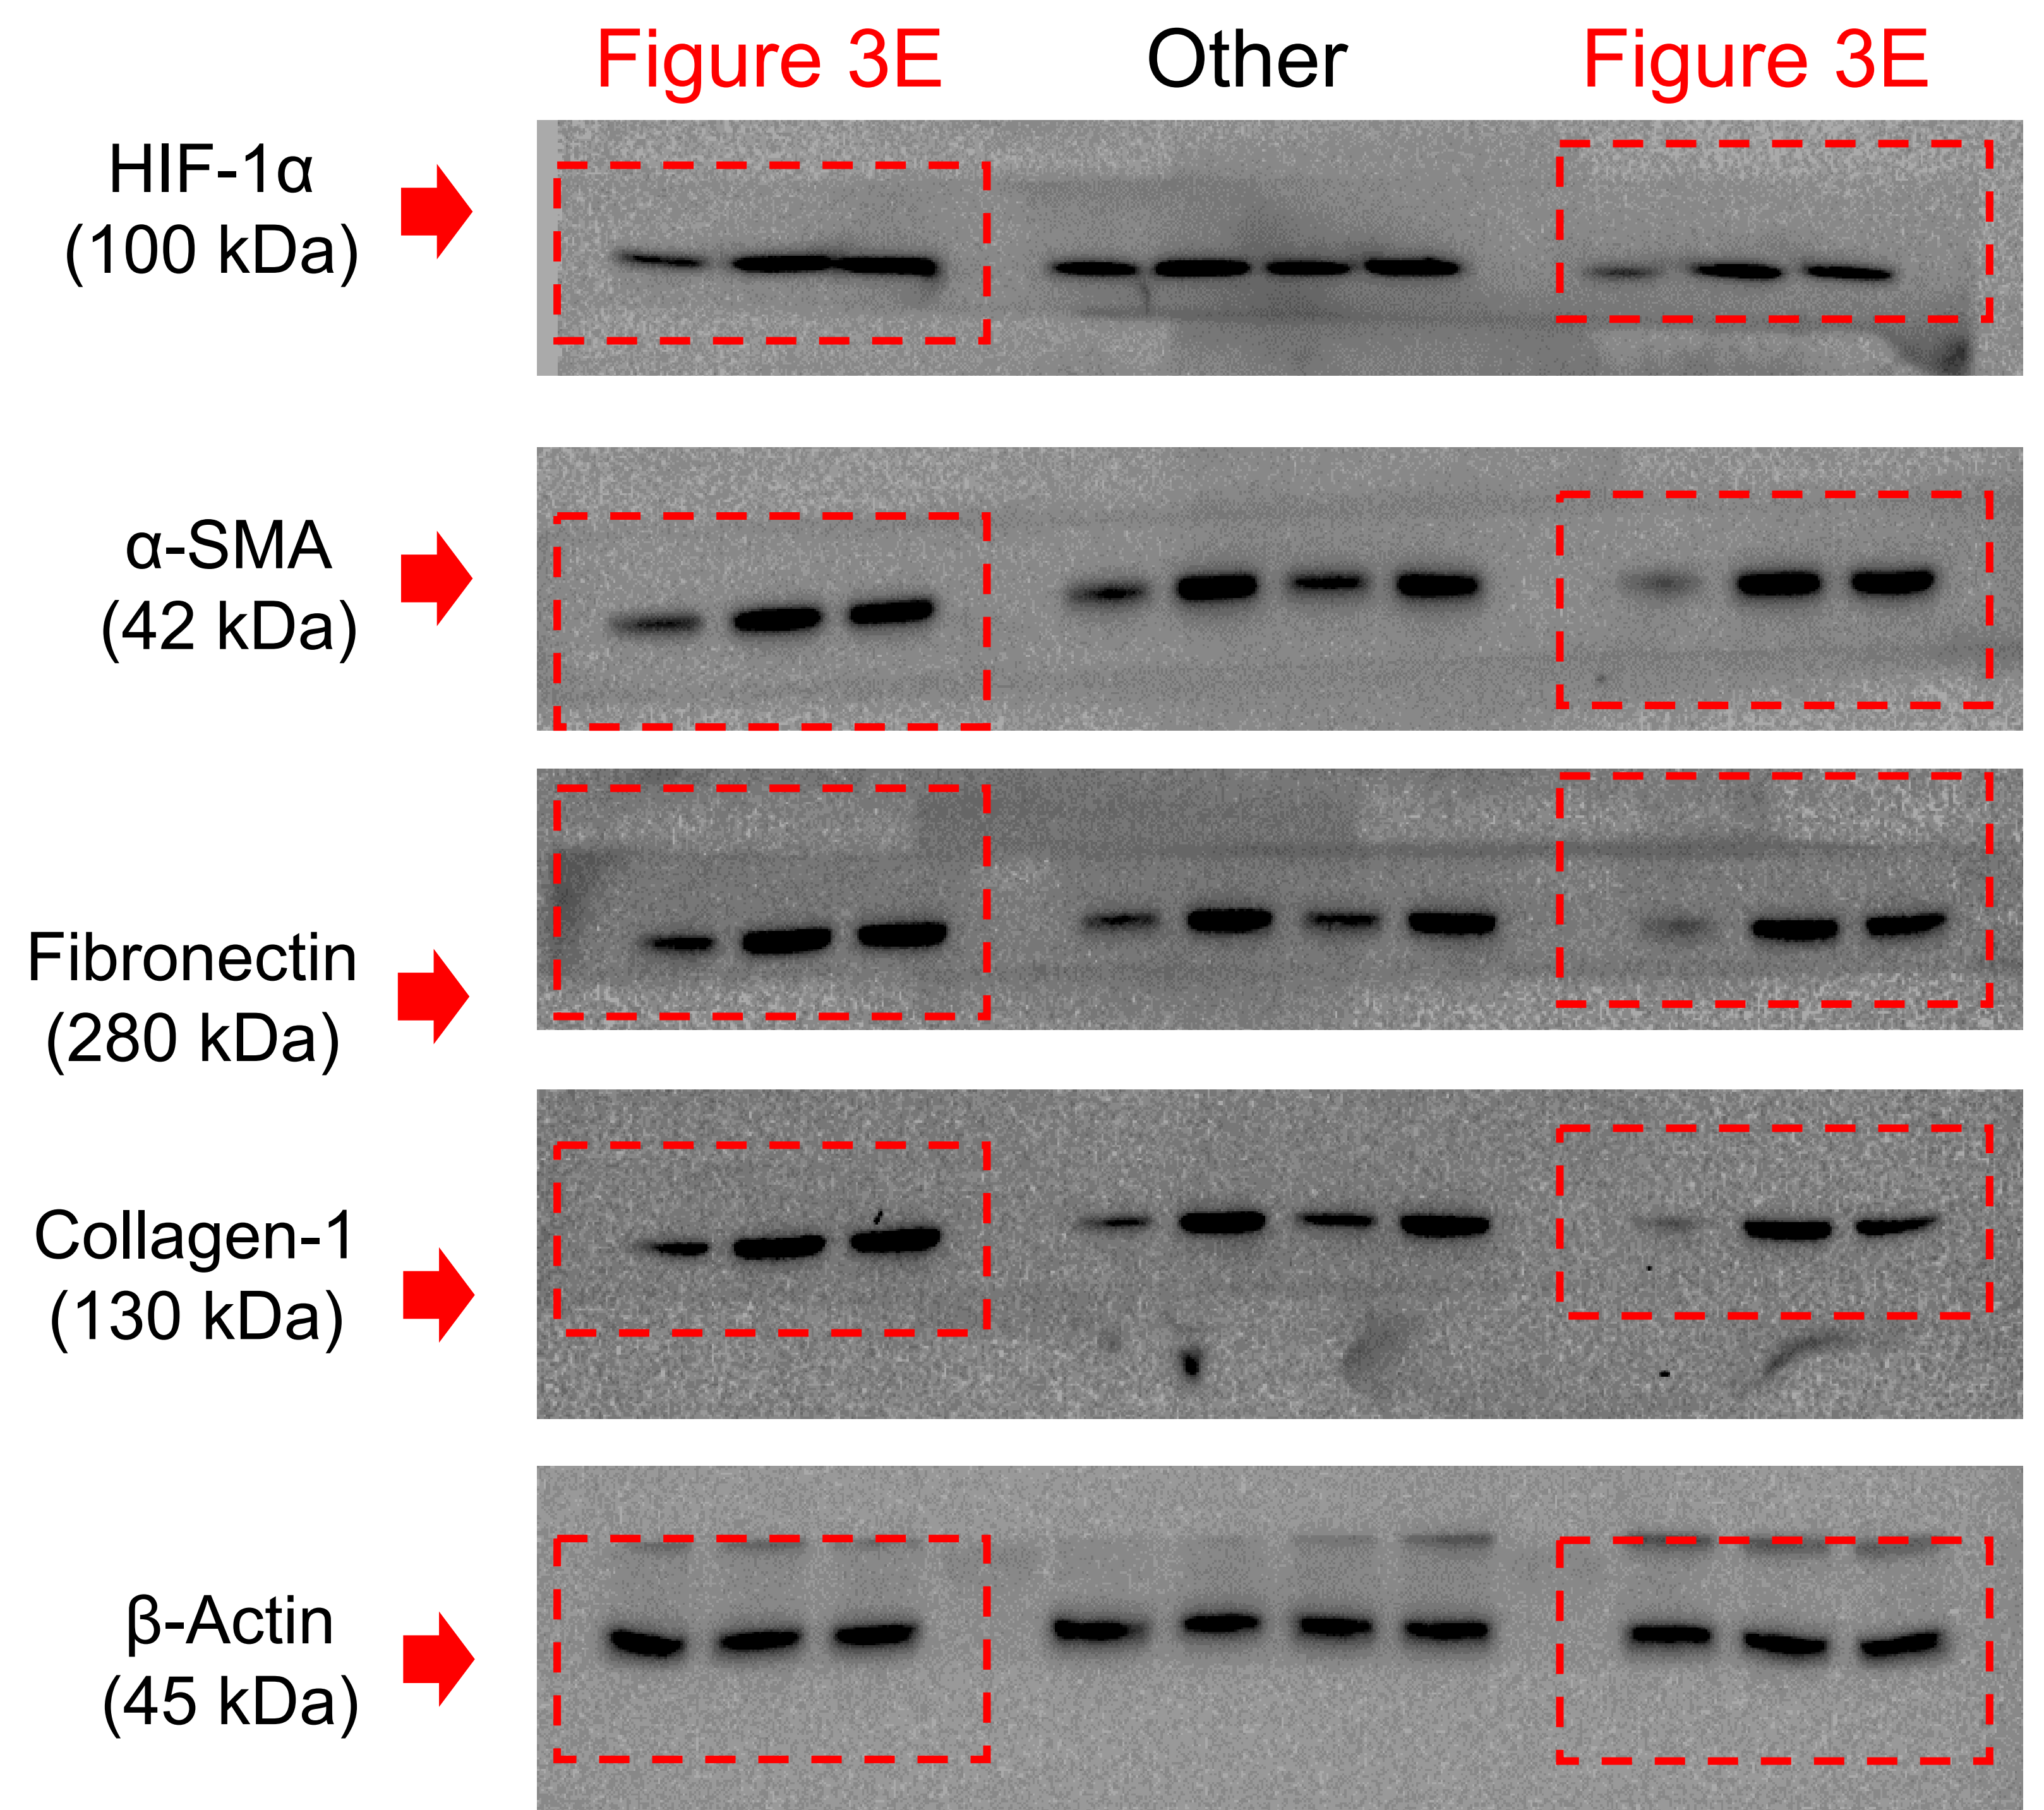 Figure 3E Other Figure 3E
HIF-1α
(100 kDa)
α-SMA
(42 kDa)
Fibronectin
(280 kDa)
Collagen-1
(130 kDa)
β-Actin
(45 kDa)